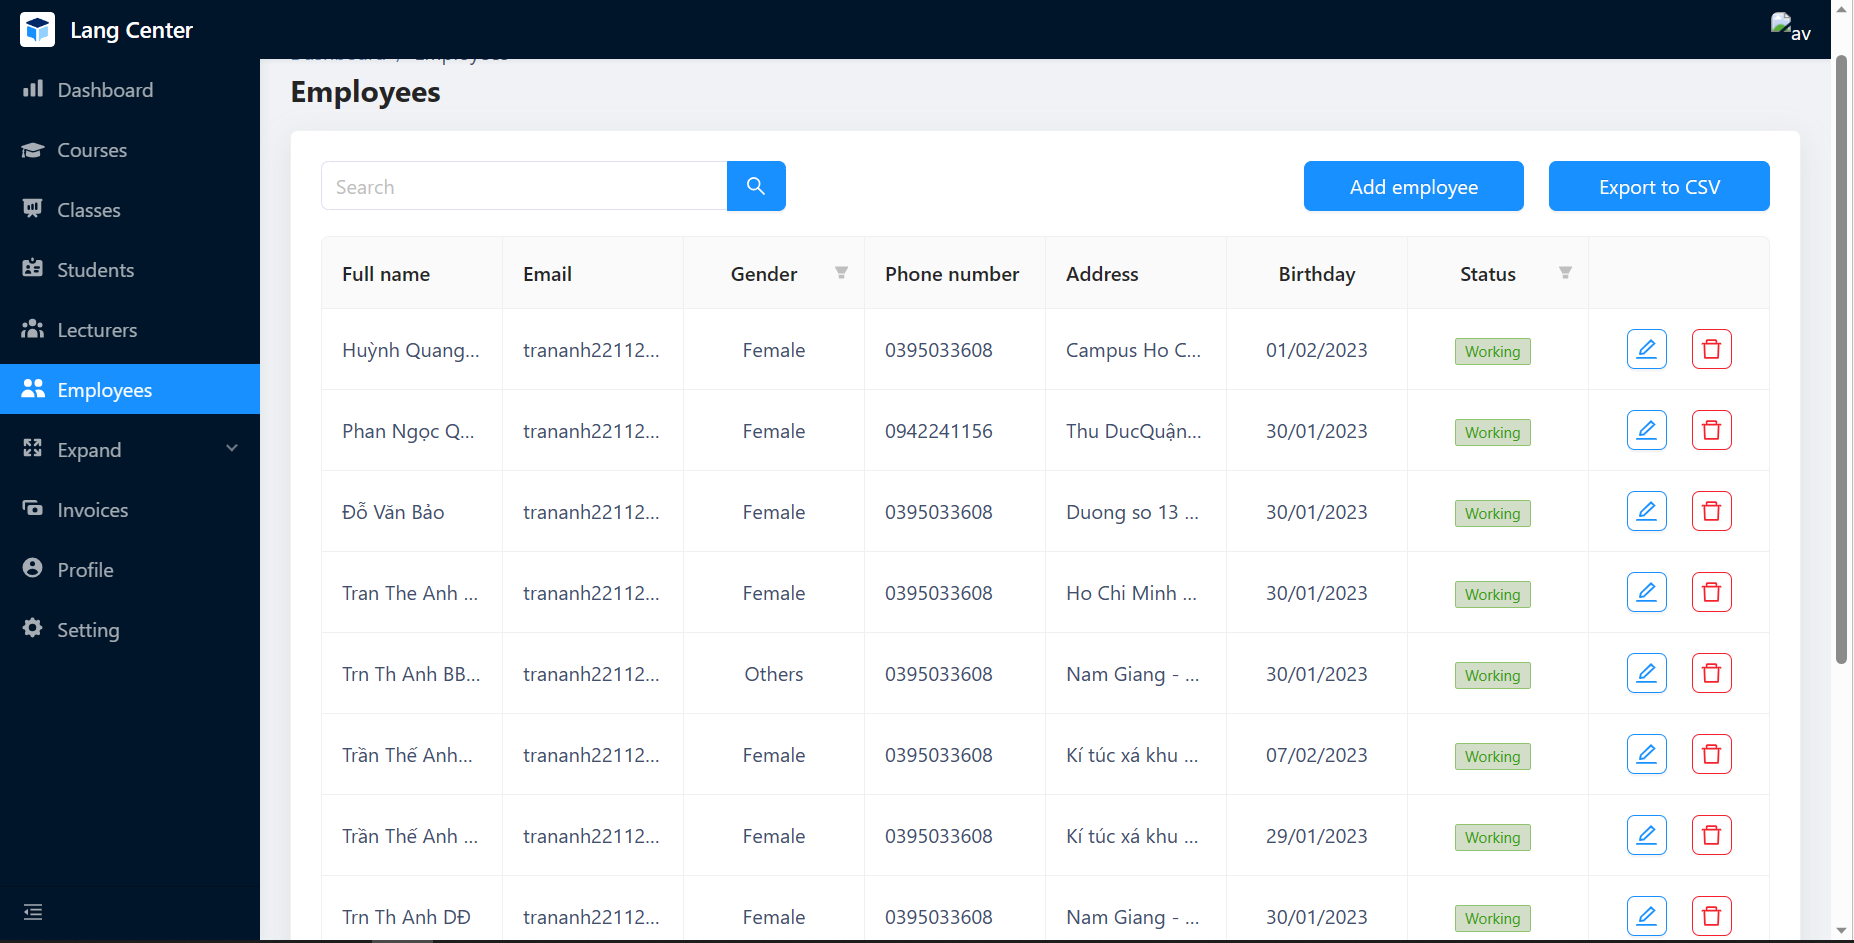 Lang Center
av
Dashboard
Courses
Classes
Students
Lecturers
Employees
Expand
Invoices
Profile
Setting
Dashboard / Employees
Employees
Search
Add employee
Export to CSV
Full name Email Gender Phone number Address Birthday Status
Huỳnh Quang... trananh22112... Female 0395033608 Campus Ho C... 01/02/2023 Working
Phan Ngọc Q... trananh22112... Female 0942241156 Thu DucQuận... 30/01/2023 Working
Đỗ Văn Bảo trananh22112... Female 0395033608 Duong so 13 ... 30/01/2023 Working
Tran The Anh ... trananh22112... Female 0395033608 Ho Chi Minh ... 30/01/2023 Working
Trn Th Anh BB... trananh22112... Others 0395033608 Nam Giang - ... 30/01/2023 Working
Trần Thế Anh... trananh22112... Female 0395033608 Kí túc xá khu ... 07/02/2023 Working
Trần Thế Anh ... trananh22112... Female 0395033608 Kí túc xá khu ... 29/01/2023 Working
Trn Th Anh DĐ trananh22112... Female 0395033608 Nam Giang - ... 30/01/2023 Working